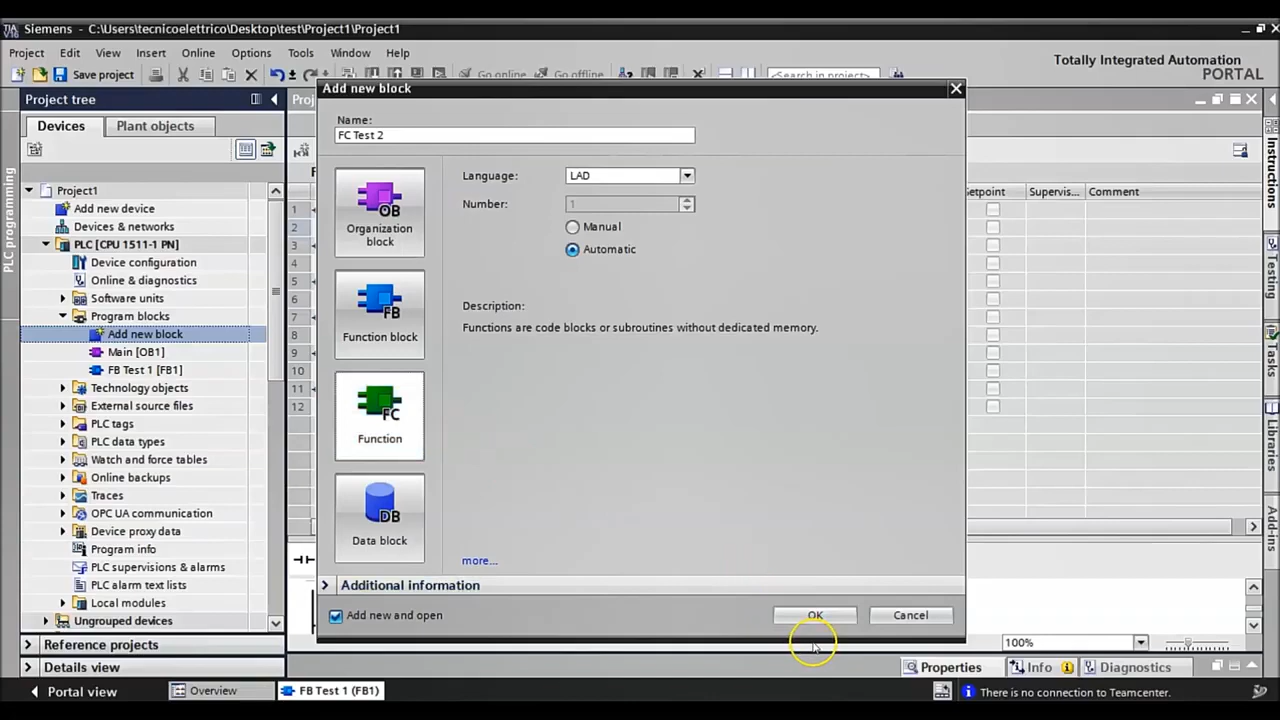 Siemens - C:\Users\tecnicoelettrico\Desktop\test\Project1\Project1
Project Edit View Insert Online Options Tools Window Help
Totally Integrated Automation
PORTAL
Save project
Go online
Go offline
<Search in project>
Project tree
Devices
Plant objects
PLC programming
Project1
Add new device
Devices & networks
PLC [CPU 1511-1 PN]
Device configuration
Online & diagnostics
Software units
Program blocks
Add new block
Main [OB1]
FB Test 1 [FB1]
Technology objects
External source files
PLC tags
PLC data types
Watch and force tables
Online backups
Traces
OPC UA communication
Device proxy data
Program info
PLC supervisions & alarms
PLC alarm text lists
Local modules
Ungrouped devices
Reference projects
Details view
1
2
3
4
5
6
7
8
9
10
11
12
Add new block
Name:
FC Test 2
OB
Organization
block
FB
Function block
FC
Function
DB
Data block
Language: LAD
Number: 1
Manual
Automatic
Description:
Functions are code blocks or subroutines without dedicated memory.
more...
Additional information
Add new and open
OK Cancel
Setpoint Supervis... Comment
Instructions
Testing
Tasks
Libraries
Add-ins
100%
Properties Info Diagnostics
Portal view Overview FB Test 1 (FB1) There is no connection to Teamcenter.